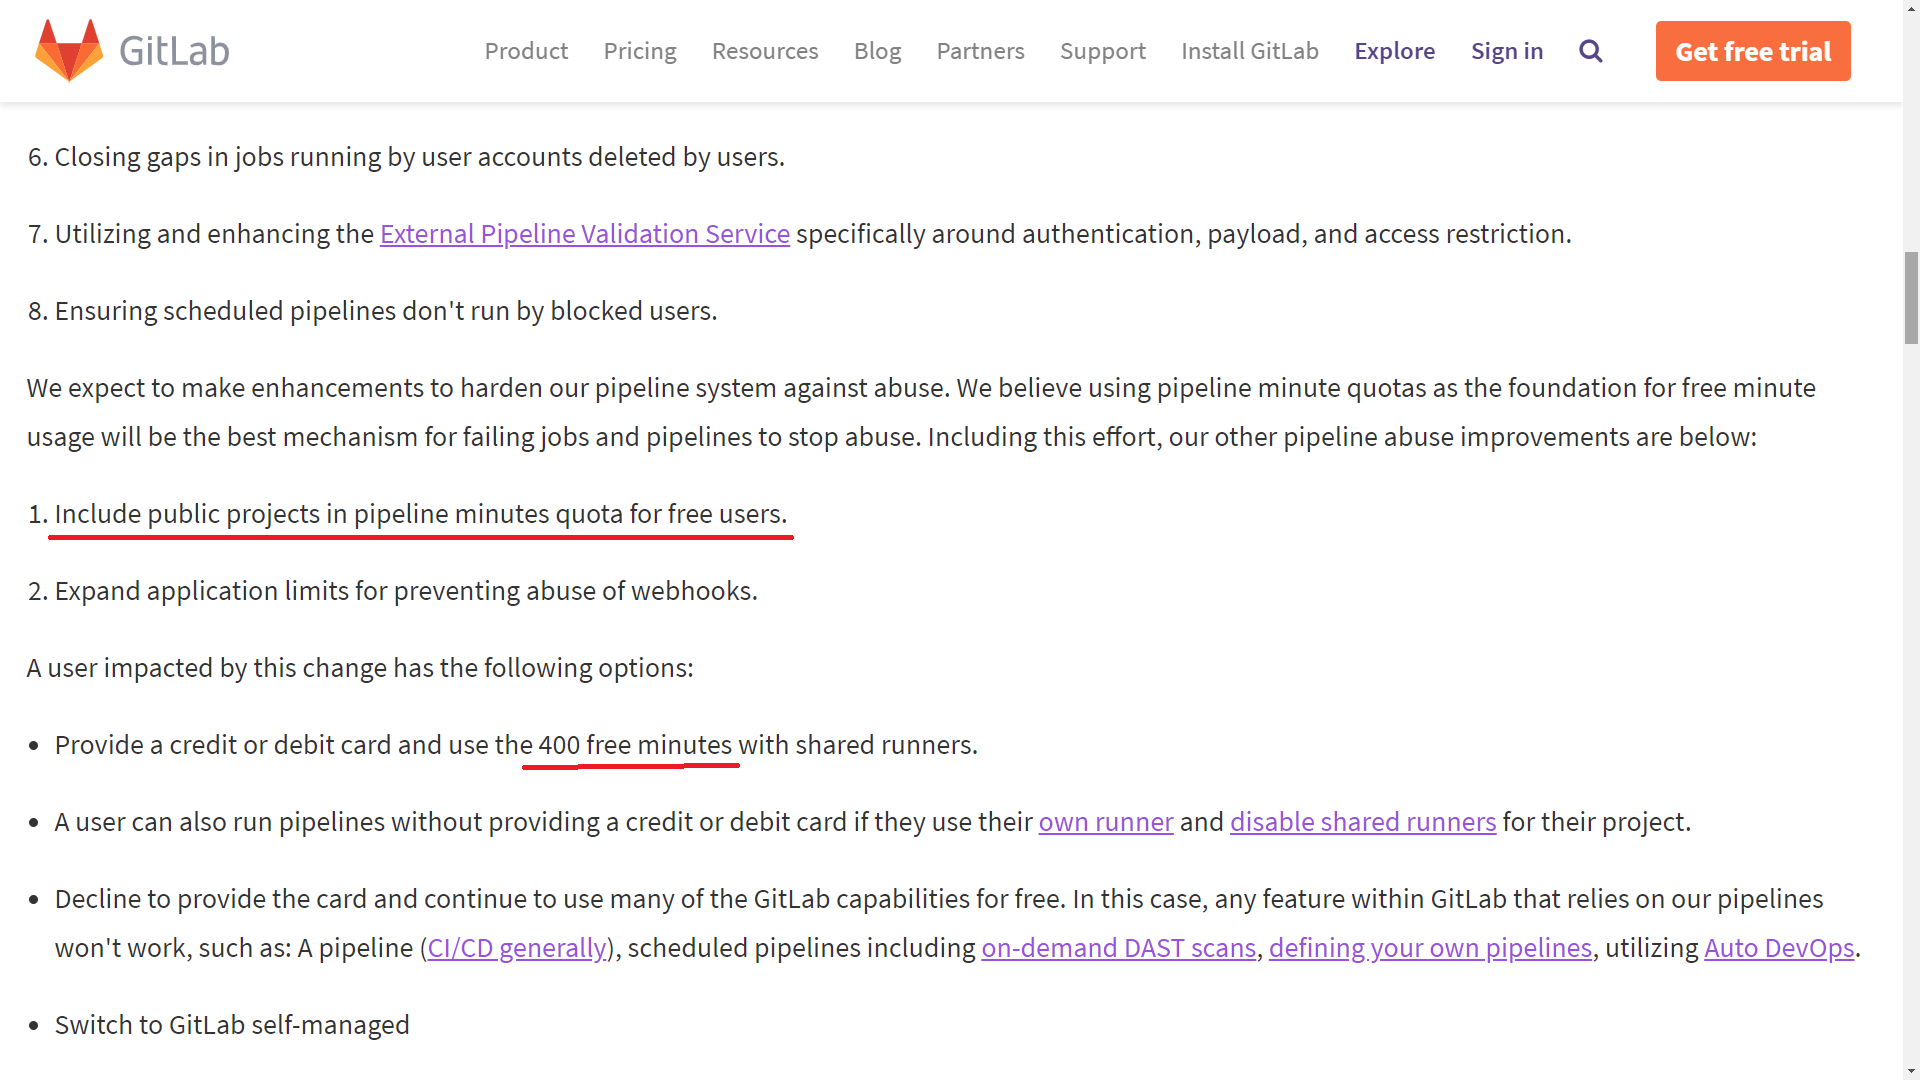 GitLab Product Pricing Resources Blog Partners Support Install GitLab Explore Sign in Get free trial
6. Closing gaps in jobs running by user accounts deleted by users.
7. Utilizing and enhancing the External Pipeline Validation Service specifically around authentication, payload, and access restriction.
8. Ensuring scheduled pipelines don't run by blocked users.
We expect to make enhancements to harden our pipeline system against abuse. We believe using pipeline minute quotas as the foundation for free minute
usage will be the best mechanism for failing jobs and pipelines to stop abuse. Including this effort, our other pipeline abuse improvements are below:
1. Include public projects in pipeline minutes quota for free users.
2. Expand application limits for preventing abuse of webhooks.
A user impacted by this change has the following options:
• Provide a credit or debit card and use the 400 free minutes with shared runners.
• A user can also run pipelines without providing a credit or debit card if they use their own runner and disable shared runners for their project.
• Decline to provide the card and continue to use many of the GitLab capabilities for free. In this case, any feature within GitLab that relies on our pipelines
won't work, such as: A pipeline (CI/CD generally), scheduled pipelines including on-demand DAST scans, defining your own pipelines, utilizing Auto DevOps.
• Switch to GitLab self-managed